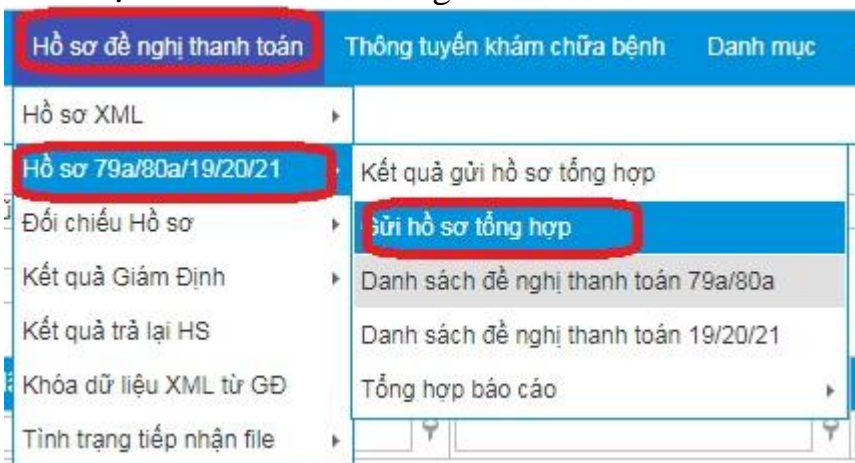 Hồ sơ đề nghị thanh toán Thông tuyến khám chữa bệnh Danh mục
Hồ sơ XML
Hồ sơ 79a/80a/19/20/21
Đối chiếu Hồ sơ
Kết quả Giám Định
Kết quả trả lại HS
Khóa dữ liệu XML từ GĐ
Tình trạng tiếp nhận file
Kết quả gửi hồ sơ tổng hợp
Gửi hồ sơ tổng hợp
Danh sách đề nghị thanh toán 79a/80a
Danh sách đề nghị thanh toán 19/20/21
Tổng hợp báo cáo